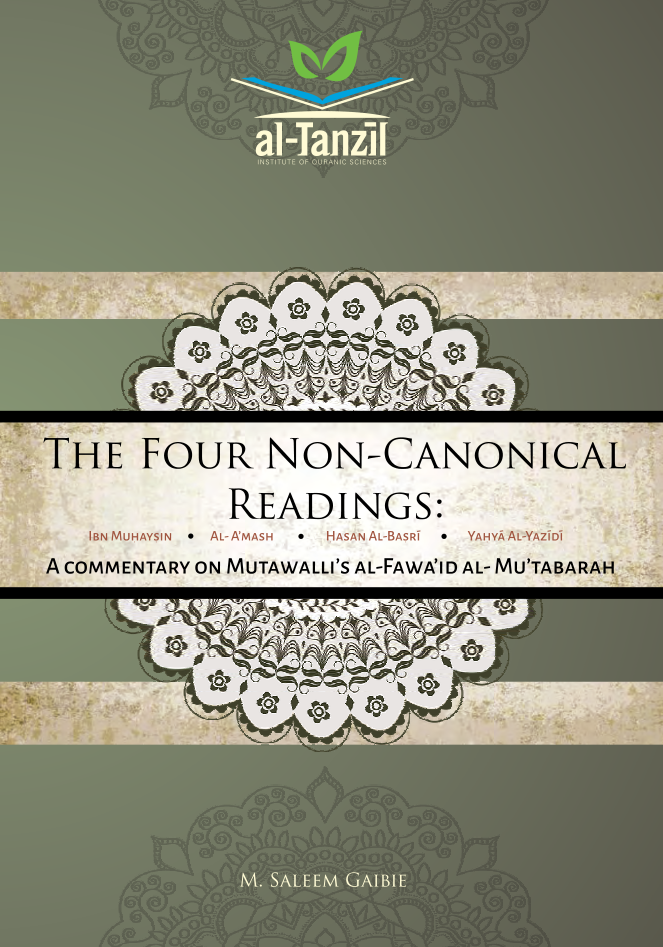 al-Tanzīl
INSTITUTE OF QURANIC SCIENCES
THE FOUR NON-CANONICAL
READINGS:
IBN MUHAYSIN • AL- A'MASH • HASAN AL-BASRĪ • YAHYĀ AL-YAZĪDĪ
A COMMENTARY ON MUTAWALLI'S AL-FAWA'ID AL- MU'TABARAH
M. SALEEM GAIBIE